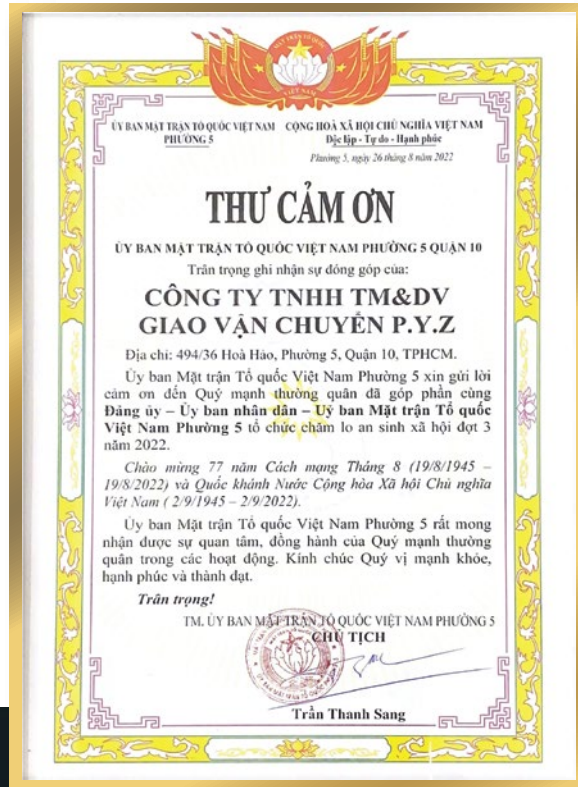 MẶT TRẬN TỔ QUỐC
VIỆT NAM
ỦY BAN MẶT TRẬN TỔ QUỐC VIỆT NAM
PHƯỜNG 5
CỘNG HOÀ XÃ HỘI CHỦ NGHĨA VIỆT NAM
Độc lập - Tự do - Hạnh phúc
Phường 5, ngày 26 tháng 8 năm 2022
THƯ CẢM ƠN
ỦY BAN MẶT TRẬN TỔ QUỐC VIỆT NAM PHƯỜNG 5 QUẬN 10
Trân trọng ghi nhận sự đóng góp của:
CÔNG TY TNHH TM&DV
GIAO VẬN CHUYỂN P.Y.Z
Địa chỉ: 494/36 Hoà Hảo, Phường 5, Quận 10, TPHCM.
Ủy ban Mặt trận Tổ quốc Việt Nam Phường 5 xin gửi lời
cảm ơn đến Quý mạnh thường quân đã góp phần cùng
Đảng ủy – Ủy ban nhân dân – Uỷ ban Mặt trận Tổ quốc
Việt Nam Phường 5 tổ chức chăm lo an sinh xã hội đợt 3
năm 2022.
Chào mừng 77 năm Cách mạng Tháng 8 (19/8/1945 –
19/8/2022) và Quốc khánh Nước Cộng hòa Xã hội Chủ nghĩa
Việt Nam ( 2/9/1945 – 2/9/2022).
Ủy ban Mặt trận Tổ quốc Việt Nam Phường 5 rất mong
nhận được sự quan tâm, đồng hành của Quý mạnh thường
quân trong các hoạt động. Kính chúc Quý vị mạnh khỏe,
hạnh phúc và thành đạt.
Trân trọng!
TM. ỦY BAN MẶT TRẬN TỔ QUỐC VIỆT NAM PHƯỜNG 5
CHỦ TỊCH
Trần Thanh Sang